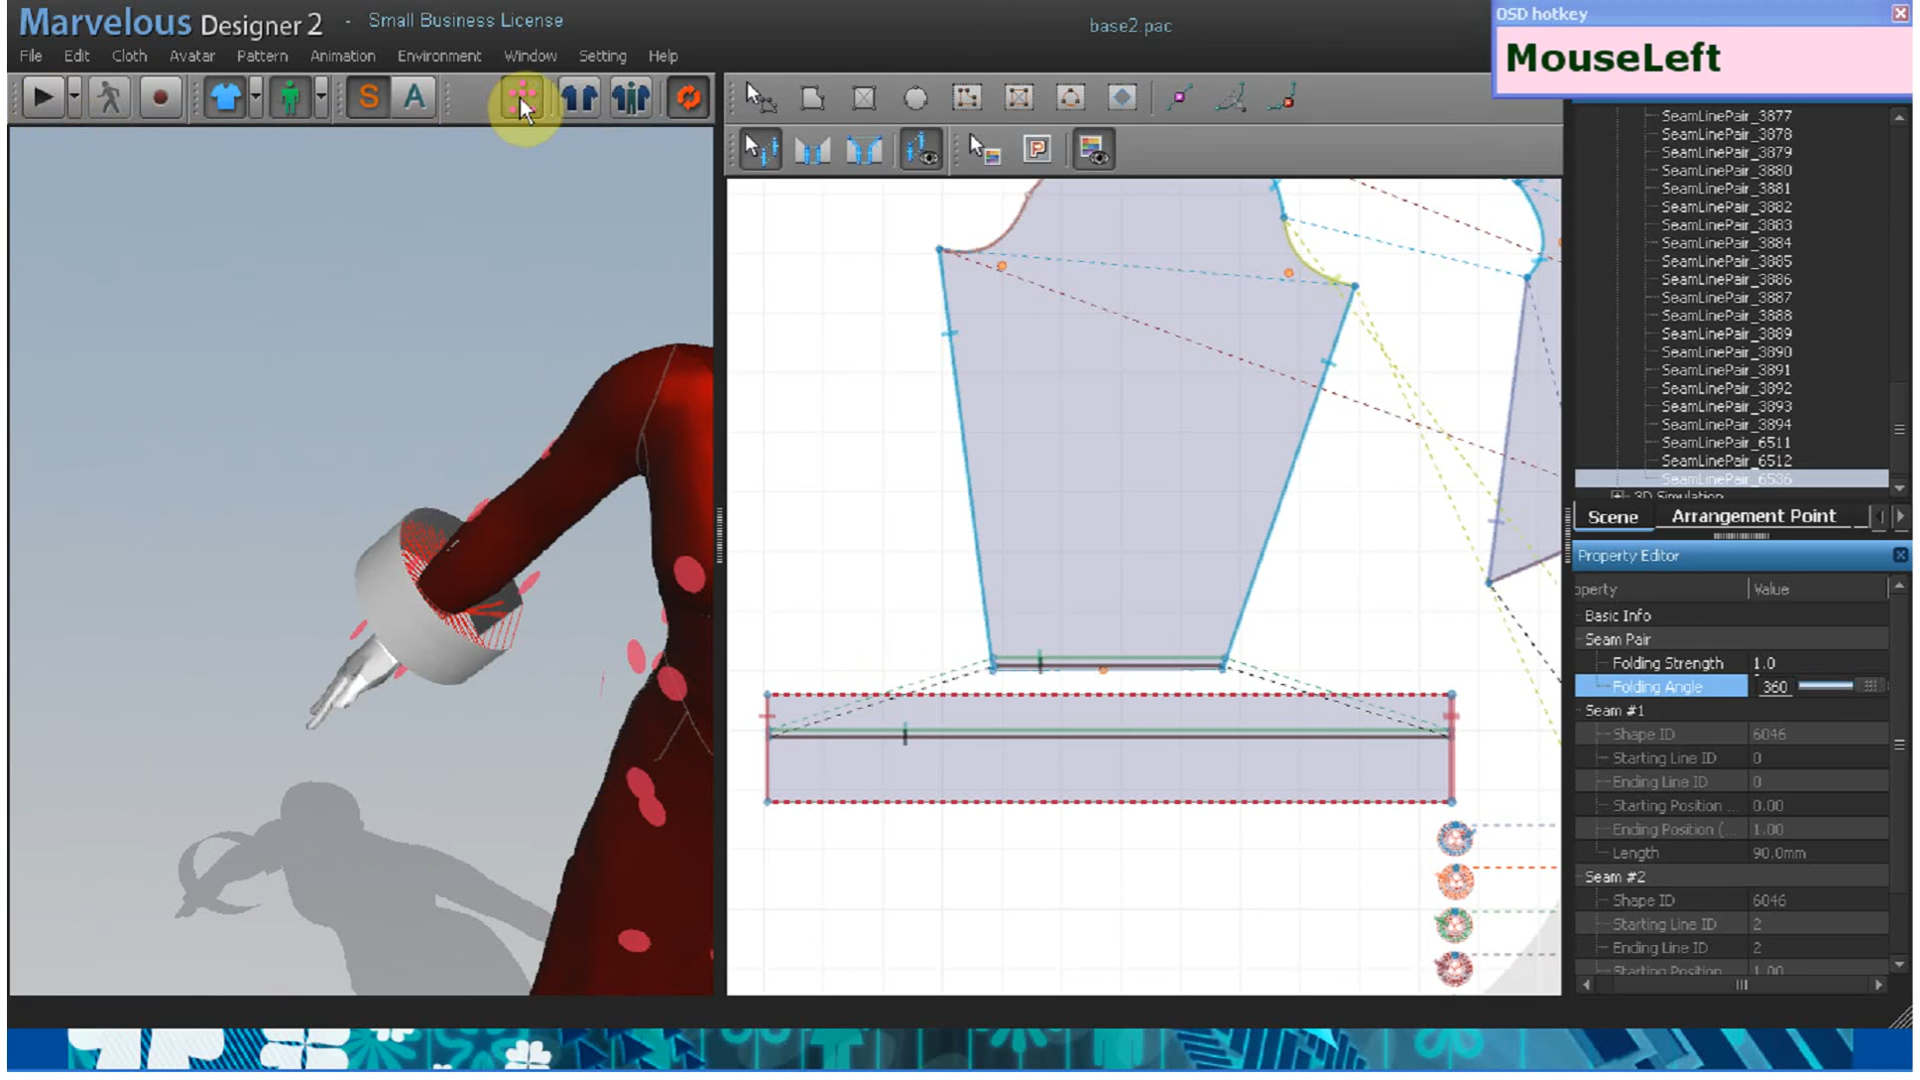 Marvelous Designer 2 - Small Business License
base2.pac
OSD hotkey
MouseLeft
File Edit Cloth Avatar Pattern Animation Environment Window Setting Help
S A
P
SeamLinePair_3877
SeamLinePair_3878
SeamLinePair_3879
SeamLinePair_3880
SeamLinePair_3881
SeamLinePair_3882
SeamLinePair_3883
SeamLinePair_3884
SeamLinePair_3885
SeamLinePair_3886
SeamLinePair_3887
SeamLinePair_3888
SeamLinePair_3889
SeamLinePair_3890
SeamLinePair_3891
SeamLinePair_3892
SeamLinePair_3893
SeamLinePair_3894
SeamLinePair_6511
SeamLinePair_6512
SeamLinePair_6536
3D Simulation
Scene Arrangement Point
Property Editor
operty Value
Basic Info
Seam Pair
Folding Strength 1.0
Folding Angle 360
Seam #1
Shape ID 6046
Starting Line ID 0
Ending Line ID 0
Starting Position ... 0.00
Ending Position (... 1.00
Length 90.0mm
Seam #2
Shape ID 6046
Starting Line ID 2
Ending Line ID 2
Starting Position 1.00